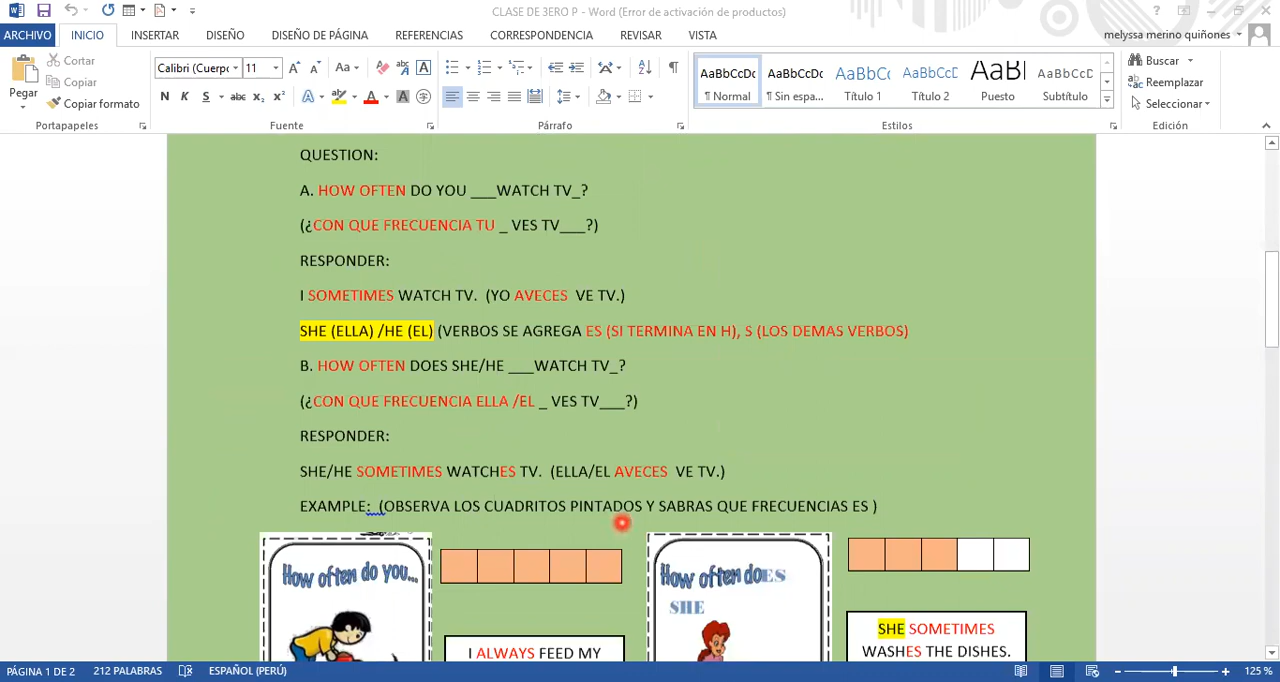 CLASE DE 3ERO P - Word (Error de activación de productos)
?
ARCHIVO INICIO INSERTAR DISEÑO DISEÑO DE PÁGINA REFERENCIAS CORRESPONDENCIA REVISAR VISTA melyssa merino quiñones
Pegar
Cortar
Copiar
Copiar formato
Portapapeles
Calibri (Cuerpo 11
Aa
N K S abc x₂ x²
Fuente
Párrafo
AaBbCcDc AaBbCcDc AaBbCc AaBbCcD AaBl AaBbCcD
¶ Normal ¶ Sin espa... Título 1 Título 2 Puesto Subtítulo
Estilos
Buscar
Reemplazar
Seleccionar
Edición
QUESTION:
A. HOW OFTEN DO YOU ___WATCH TV_?
(¿CON QUE FRECUENCIA TU _ VES TV___?)
RESPONDER:
I SOMETIMES WATCH TV. (YO AVECES VE TV.)
SHE (ELLA) /HE (EL) (VERBOS SE AGREGA ES (SI TERMINA EN H), S (LOS DEMAS VERBOS)
B. HOW OFTEN DOES SHE/HE ___WATCH TV_?
(¿CON QUE FRECUENCIA ELLA /EL _ VES TV___?)
RESPONDER:
SHE/HE SOMETIMES WATCHES TV. (ELLA/EL AVECES VE TV.)
EXAMPLE: (OBSERVA LOS CUADRITOS PINTADOS Y SABRAS QUE FRECUENCIAS ES )
How often do you...
I ALWAYS FEED MY
How often doES
SHE
SHE SOMETIMES
WASHES THE DISHES.
PÁGINA 1 DE 2 212 PALABRAS ESPAÑOL (PERÚ) 125 %